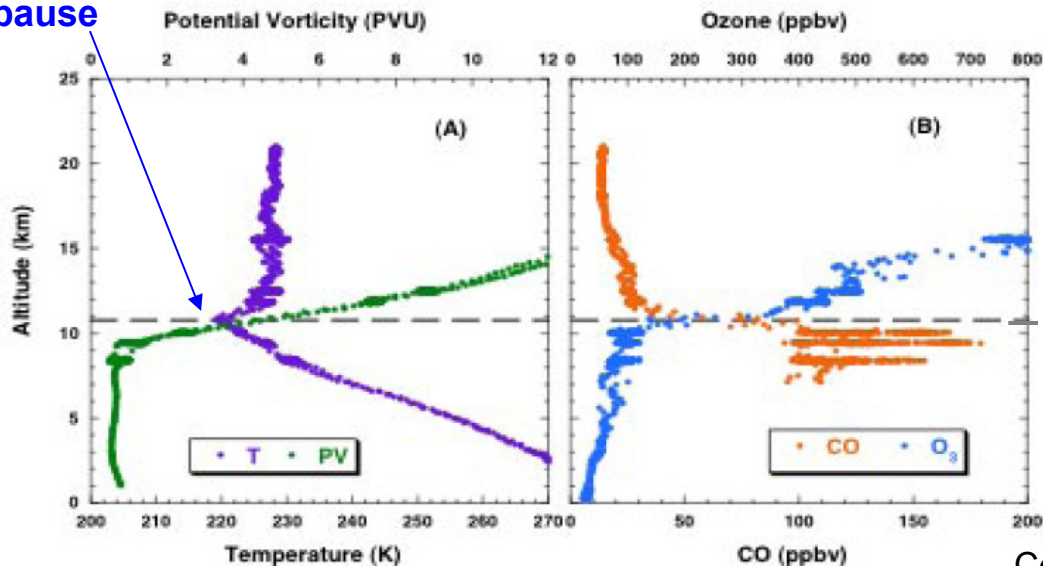 pause
Potential Vorticity (PVU)
0 2 4 6 8 10 12
Ozone (ppbv)
0 100 200 300 400 500 600 700 800
25
20
15
10
5
0
Altitude (km)
(A)
(B)
T PV
CO O3
200 210 220 230 240 250 260 270
0 50 100 150 200
Temperature (K)
CO (ppbv)